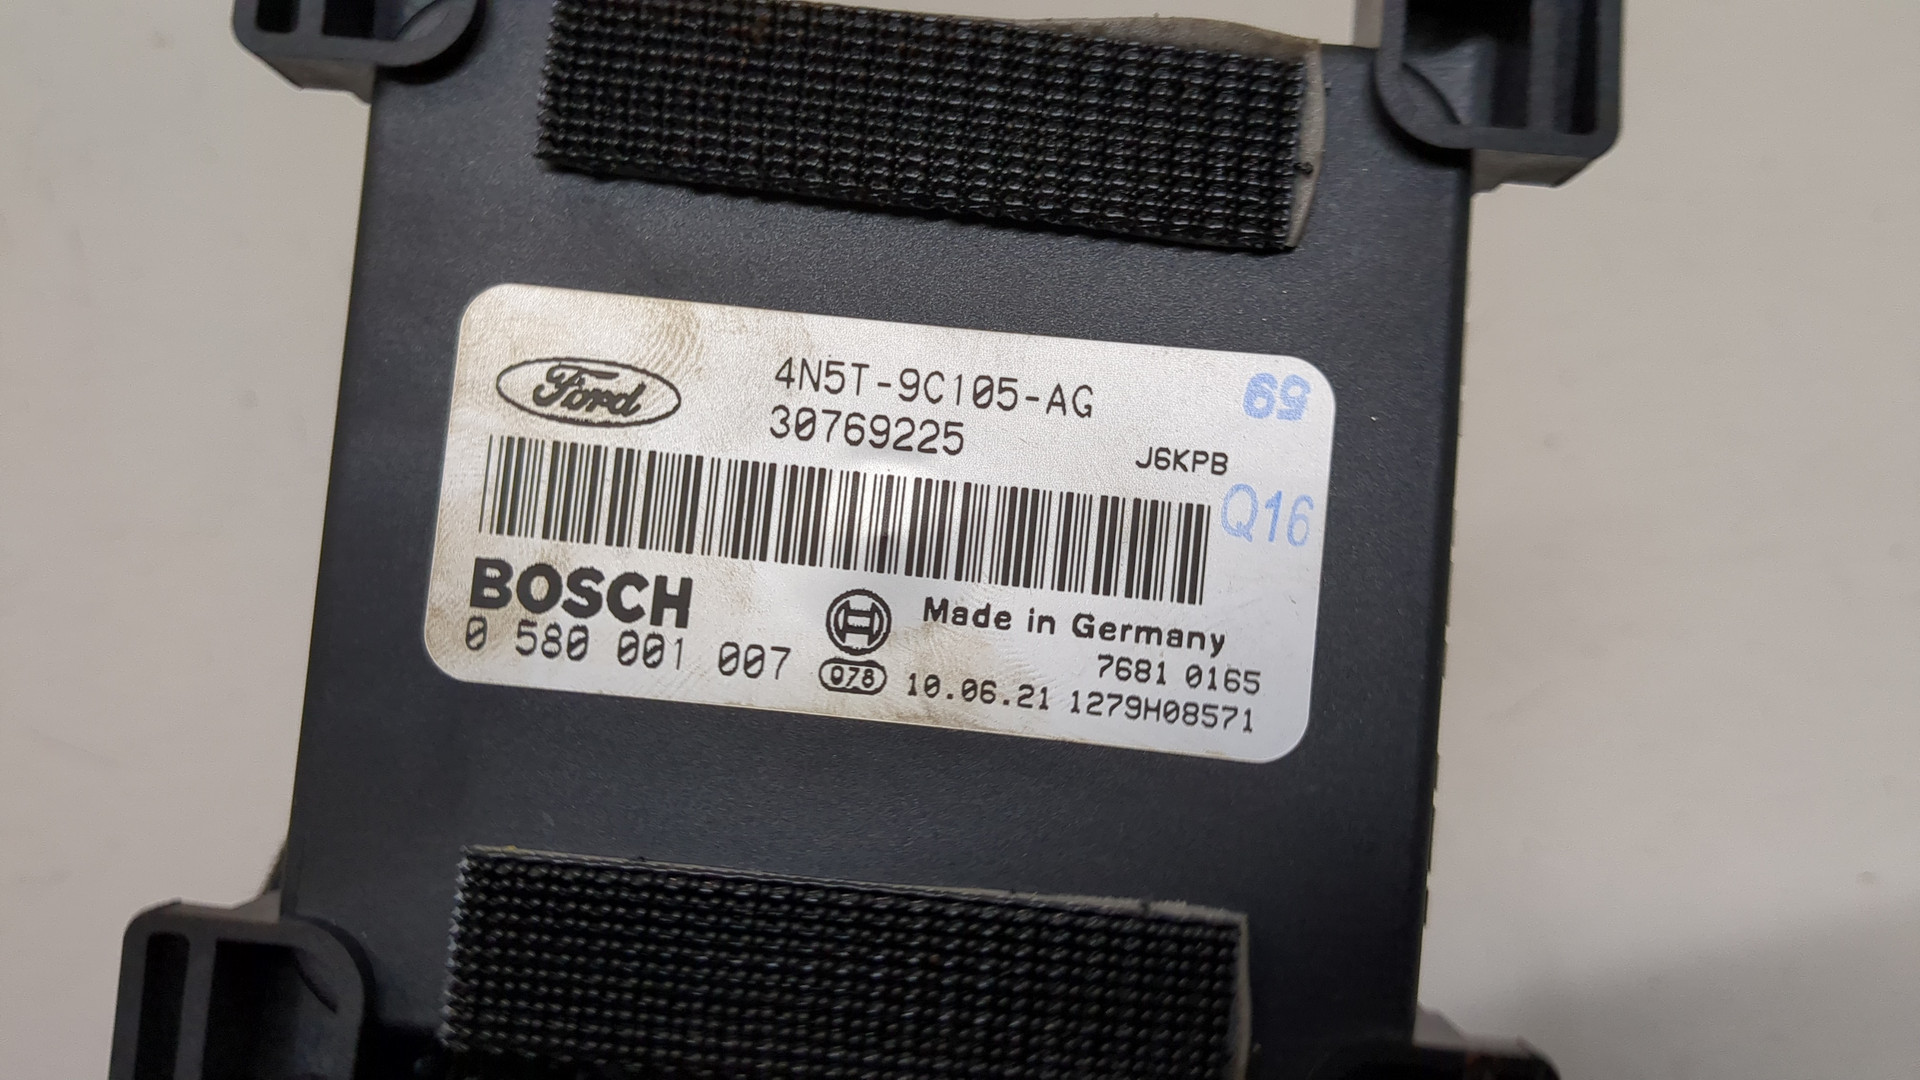 Ford
4N5T-9C105-AG
30769225
69
J6KPB
Q16
BOSCH
0 580 001 007
Made in Germany
7681 0165
078
10.06.21 1279H08571